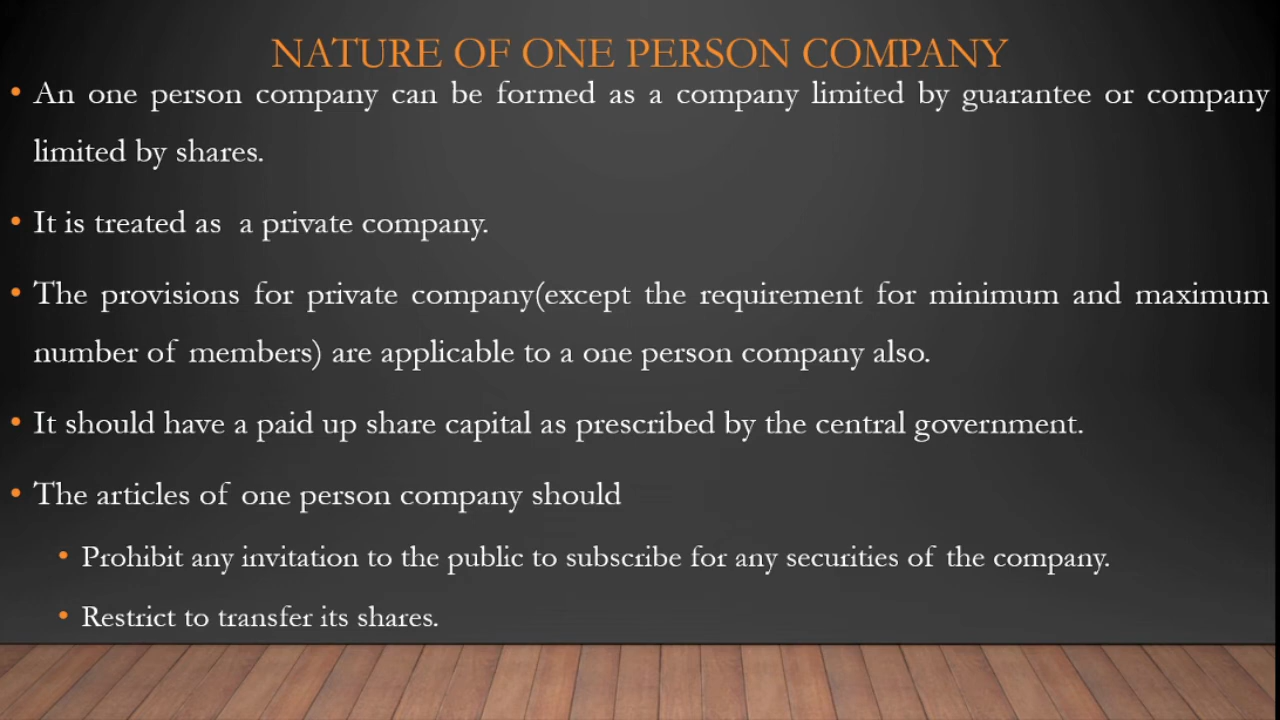 NATURE OF ONE PERSON COMPANY
• An one person company can be formed as a company limited by guarantee or company
limited by shares.
• It is treated as a private company.
• The provisions for private company(except the requirement for minimum and maximum
number of members) are applicable to a one person company also.
• It should have a paid up share capital as prescribed by the central government.
• The articles of one person company should
• Prohibit any invitation to the public to subscribe for any securities of the company.
• Restrict to transfer its shares.